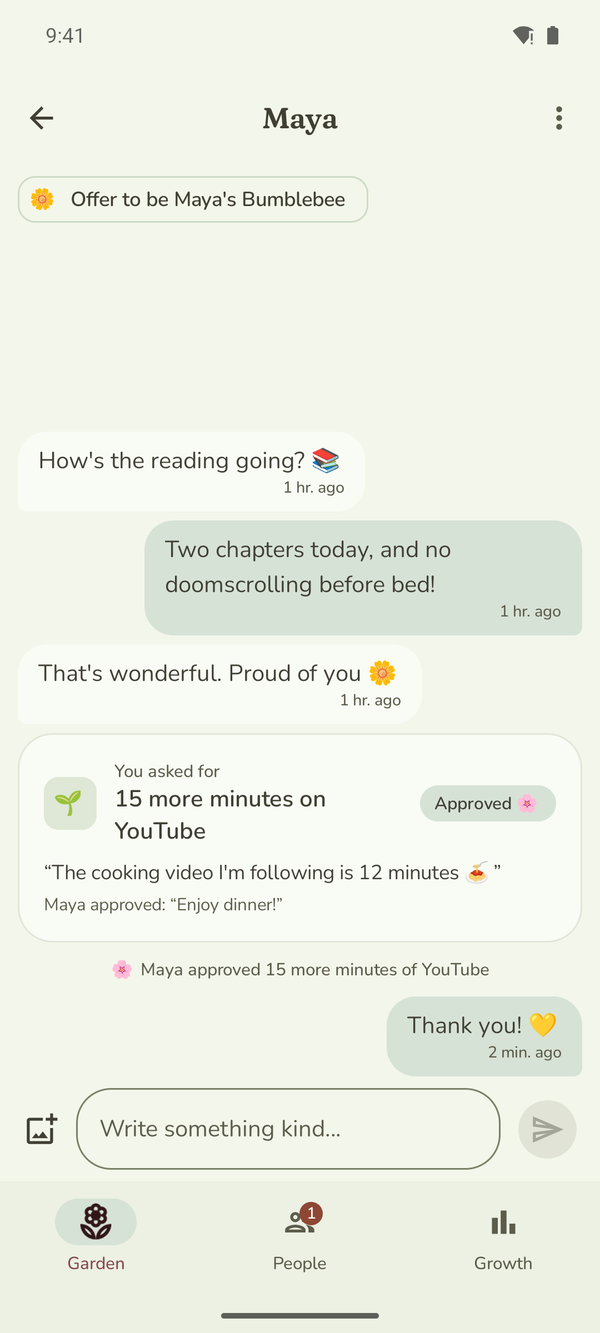 9:41
Maya
🌼 Offer to be Maya's Bumblebee
How's the reading going? 📚
1 hr. ago
Two chapters today, and no
doomscrolling before bed!
1 hr. ago
That's wonderful. Proud of you 🌼
1 hr. ago
You asked for
15 more minutes on
YouTube
Approved 🌸
“The cooking video I'm following is 12 minutes 🍝 ”
Maya approved: “Enjoy dinner!”
🌸 Maya approved 15 more minutes of YouTube
Thank you! 💛
2 min. ago
Write something kind...
1
Garden
People
Growth